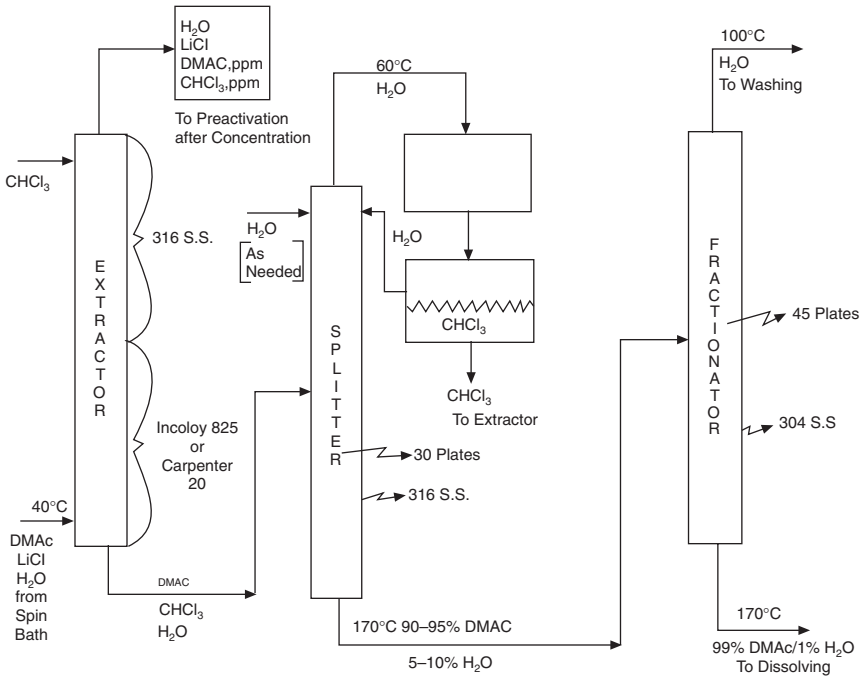 H₂O
LiCl
DMAC,ppm
CHCl₃,ppm
To Preactivation
after Concentration
CHCl₃
316 S.S.
EXTRACTOR
Incoloy 825
or
Carpenter
20
40°C
DMAc
LiCl
H₂O
from
Spin
Bath
DMAC
CHCl₃
H₂O
60°C
H₂O
H₂O
[As
Needed]
H₂O
CHCl₃
CHCl₃
To Extractor
SPLITTER
30 Plates
316 S.S.
170°C 90–95% DMAC
5–10% H₂O
100°C
H₂O
To Washing
FRACTIONATOR
45 Plates
304 S.S
170°C
99% DMAc/1% H₂O
To Dissolving